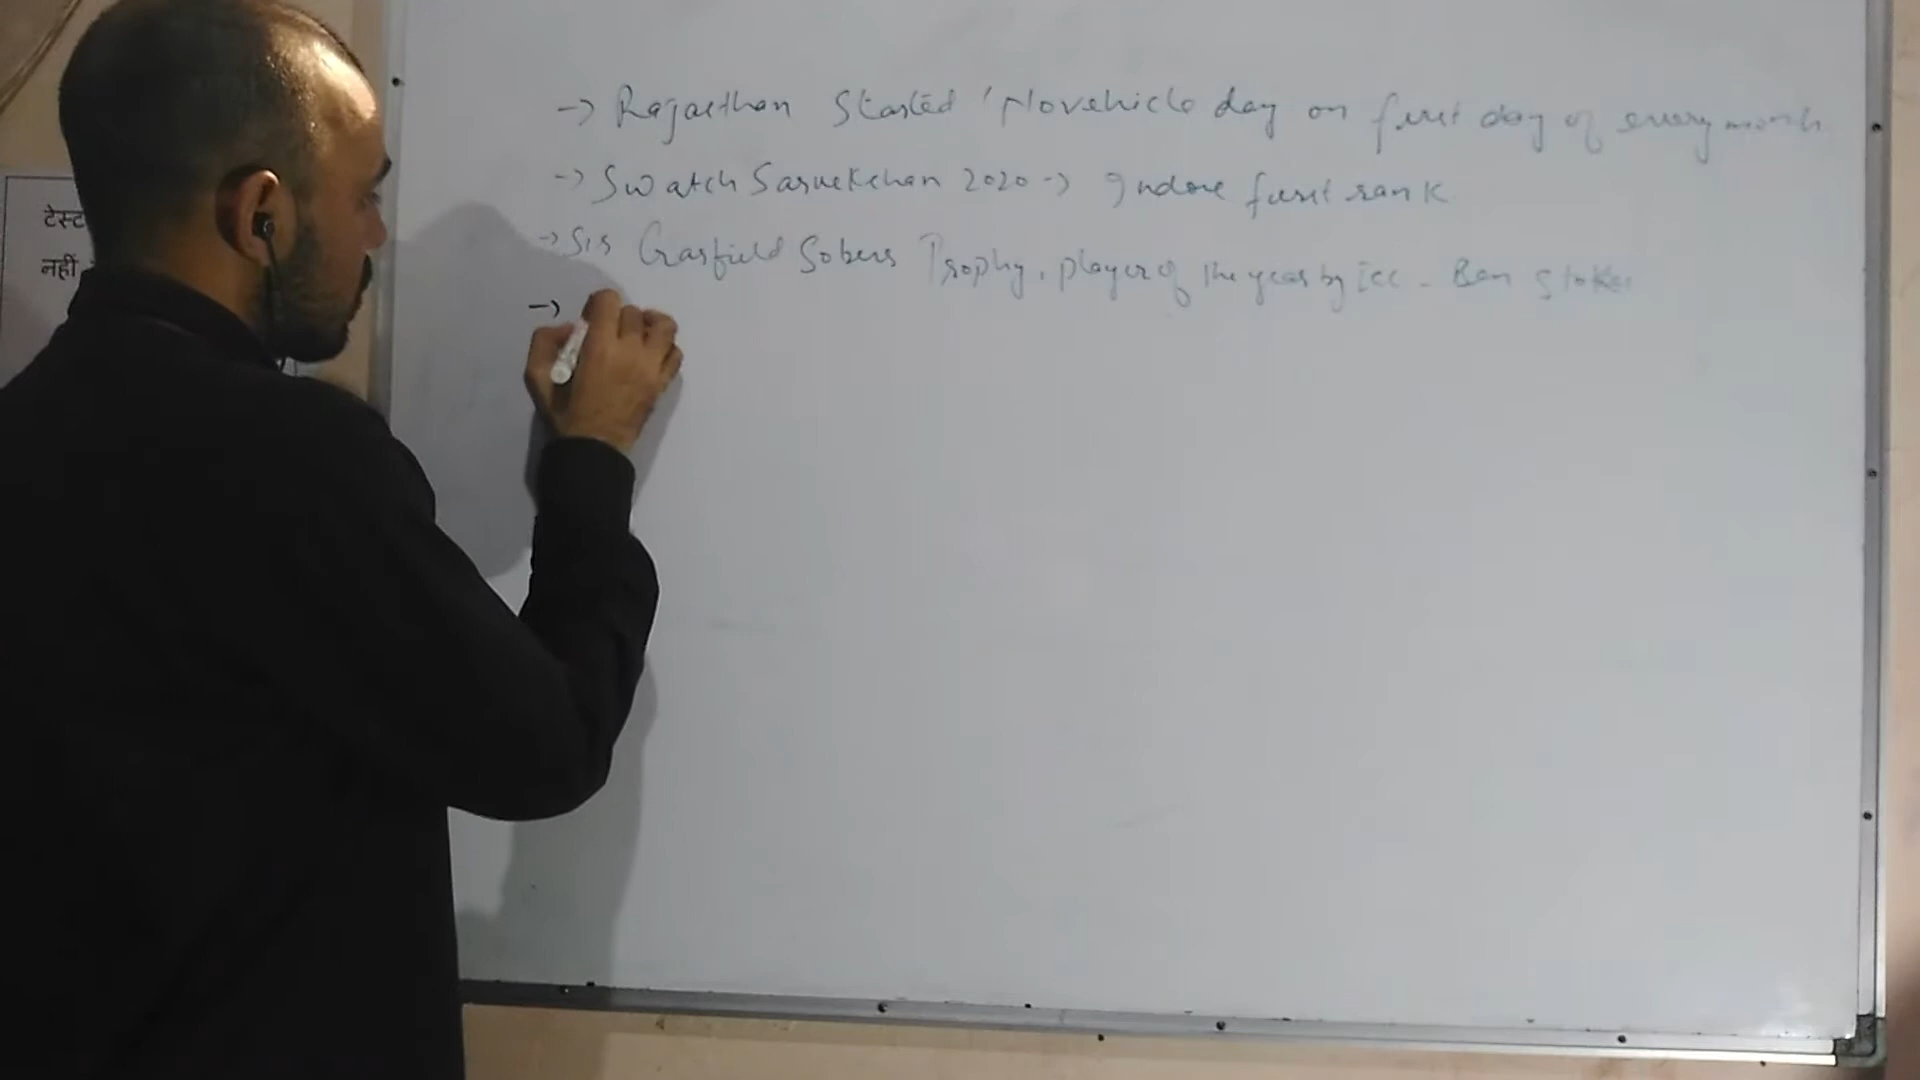 -> Rajasthan Started 'No vehicle day on first day of every month
-> Swatch Sarvekchan 2020 -> Indore first rank
-> Sir Garfield Sobers Trophy, player of the year by icc - Ben Stokes
->
टेस्ट
नहीं